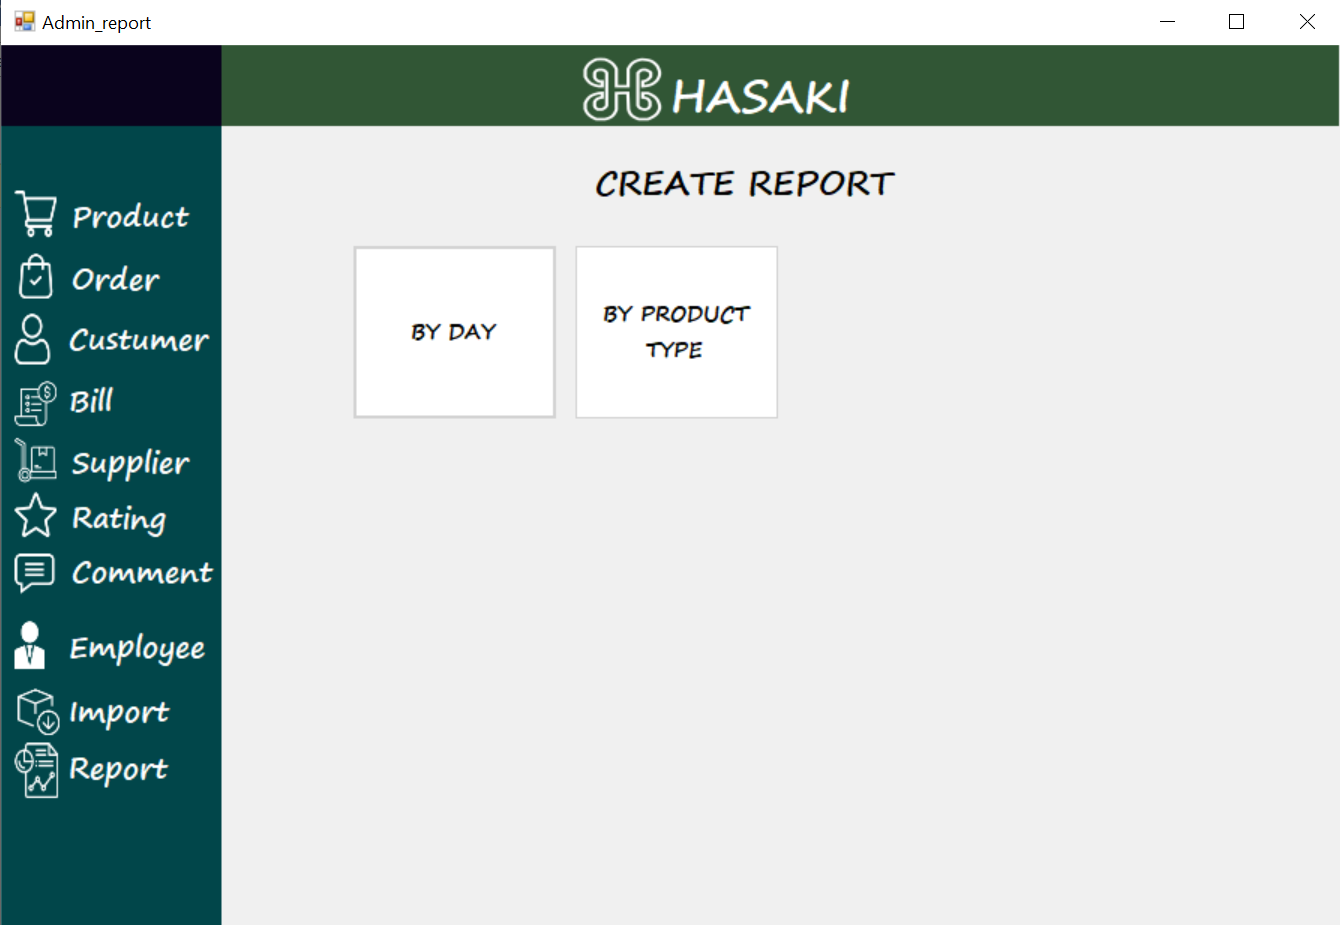 Admin_report
HASAKI
CREATE REPORT
BY DAY
BY PRODUCT
TYPE
Product
Order
Custumer
Bill
Supplier
Rating
Comment
Employee
Import
Report